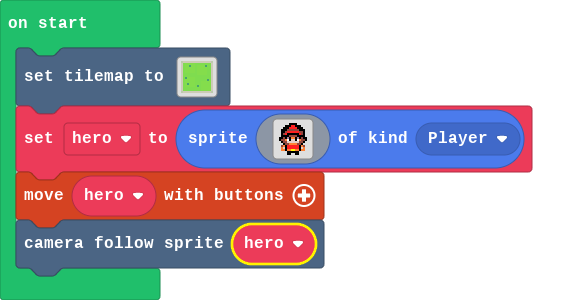 on start
set tilemap to
set hero to sprite of kind Player
move hero with buttons
camera follow sprite hero